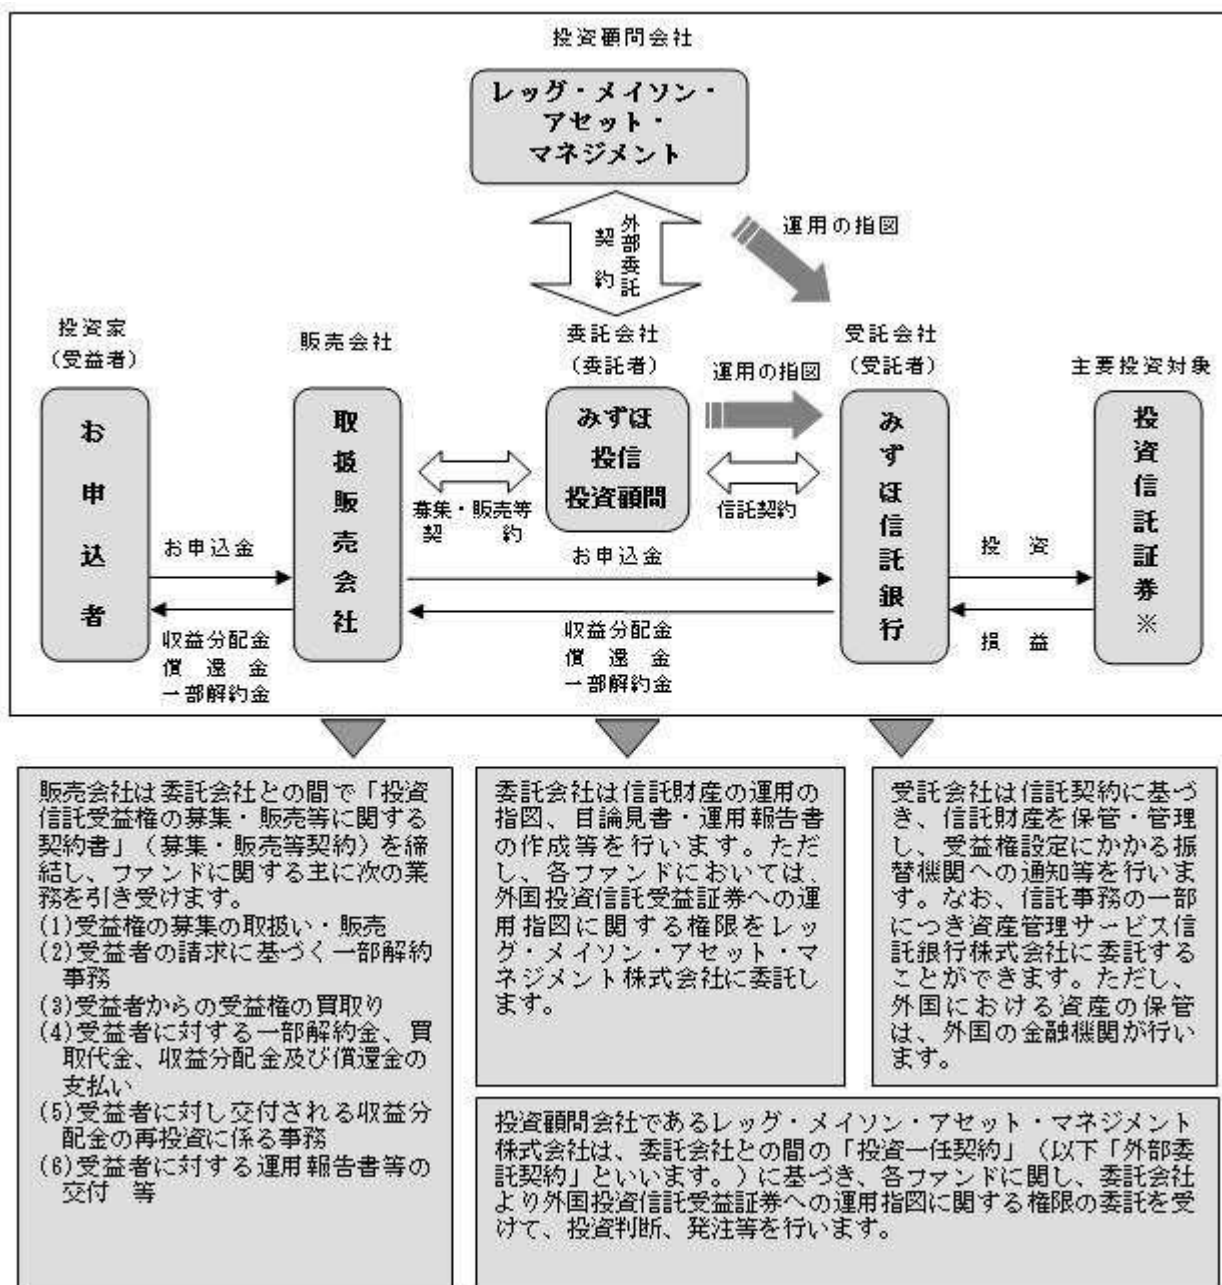 投資顧問会社
レッグ・メイソン・
アセット・
マネジメント
外部委託
契約
運用の指図
投資家
(受益者)
販売会社
委託会社
(委託者)
受託会社
(受託者)
主要投資対象
運用の指図
お申込者
取扱販売会社
みずほ
投信
投資顧問
みずほ信託銀行
投資信託証券※
募集・販売等
契約
信託契約
お申込金
お申込金
投資
収益分配金
償還金
一部解約金
収益分配金
償還金
一部解約金
損益
販売会社は委託会社との間で「投資
信託受益権の募集・販売等に関する
契約書」(募集・販売等契約)を締
結し、ファンドに関する主に次の業
務を引き受けます。
(1)受益権の募集の取扱い・販売
(2)受益者の請求に基づく一部解約
事務
(3)受益者からの受益権の買取り
(4)受益者に対する一部解約金、買
取代金、収益分配金及び償還金の
支払い
(5)受益者に対し交付される収益分
配金の再投資に係る事務
(6)受益者に対する運用報告書等の
交付 等
委託会社は信託財産の運用の
指図、目論見書・運用報告書
の作成等を行います。ただ
し、各ファンドにおいては、
外国投資信託受益証券への運
用指図に関する権限をレッ
グ・メイソン・アセット・マ
ネジメント株式会社に委託し
ます。
受託会社は信託契約に基づ
き、信託財産を保管・管理
し、受益権設定にかかる振
替機関への通知等を行いま
す。なお、信託事務の一部
につき資産管理サービス信
託銀行株式会社に委託する
ことができます。ただし、
外国における資産の保管
は、外国の金融機関が行い
ます。
投資顧問会社であるレッグ・メイソン・アセット・マネジメント
株式会社は、委託会社との間の「投資一任契約」(以下「外部委
託契約」といいます。)に基づき、各ファンドに関し、委託会社
より外国投資信託受益証券への運用指図に関する権限の委託を受
けて、投資判断、発注等を行います。